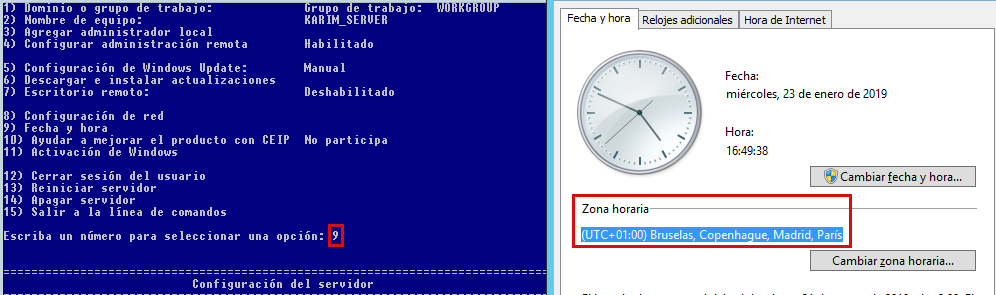 1) Dominio o grupo de trabajo: Grupo de trabajo: WORKGROUP
2) Nombre de equipo: KARIM_SERVER
3) Agregar administrador local
4) Configurar administración remota Habilitado
5) Configuración de Windows Update: Manual
6) Descargar e instalar actualizaciones
7) Escritorio remoto: Deshabilitado
8) Configuración de red
9) Fecha y hora
10) Ayudar a mejorar el producto con CEIP No participa
11) Activación de Windows
12) Cerrar sesión del usuario
13) Reiniciar servidor
14) Apagar servidor
15) Salir a la línea de comandos
Escriba un número para seleccionar una opción: 9
===============================================================================
Configuración del servidor
Fecha y hora Relojes adicionales Hora de Internet
Fecha:
miércoles, 23 de enero de 2019
Hora:
16:49:38
Cambiar fecha y hora...
Zona horaria
(UTC+01:00) Bruselas, Copenhague, Madrid, París
Cambiar zona horaria...